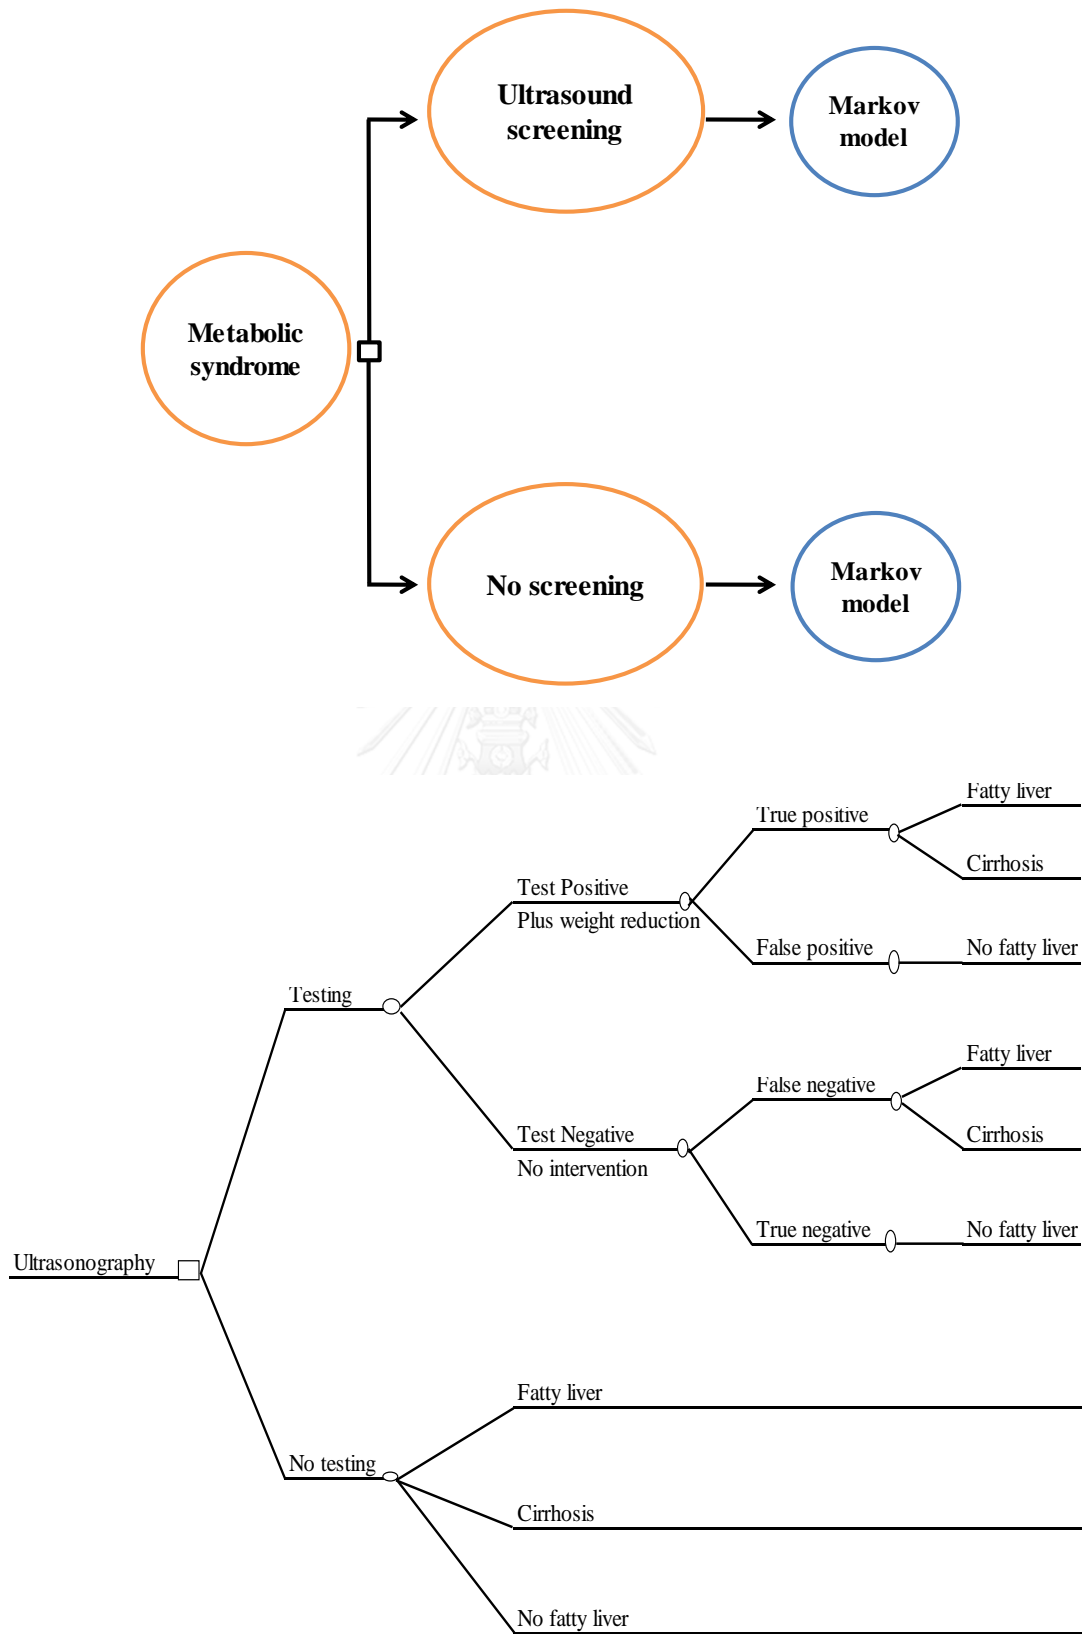 Ultrasound
screening
Markov
model
Metabolic
syndrome
No screening
Markov
model
Fatty liver
True positive
Cirrhosis
Test Positive
Plus weight reduction
False positive
No fatty liver
Testing
Fatty liver
False negative
Cirrhosis
Test Negative
No intervention
True negative
No fatty liver
Ultrasonography
Fatty liver
No testing
Cirrhosis
No fatty liver